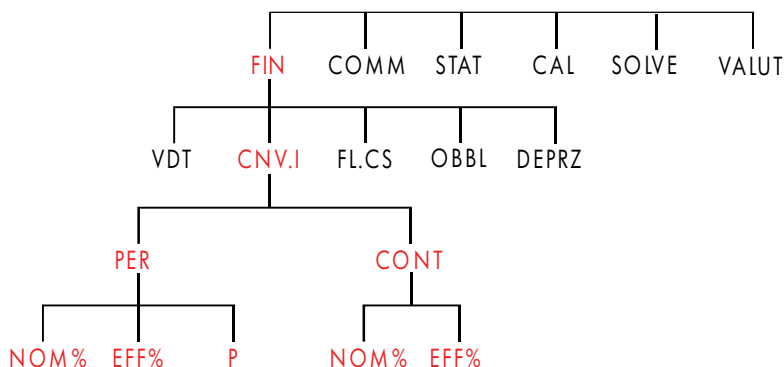 FIN COMM STAT CAL SOLVE VALUT
VDT CNV.I FL.CS OBBL DEPRZ
PER CONT
NOM% EFF% P NOM% EFF%